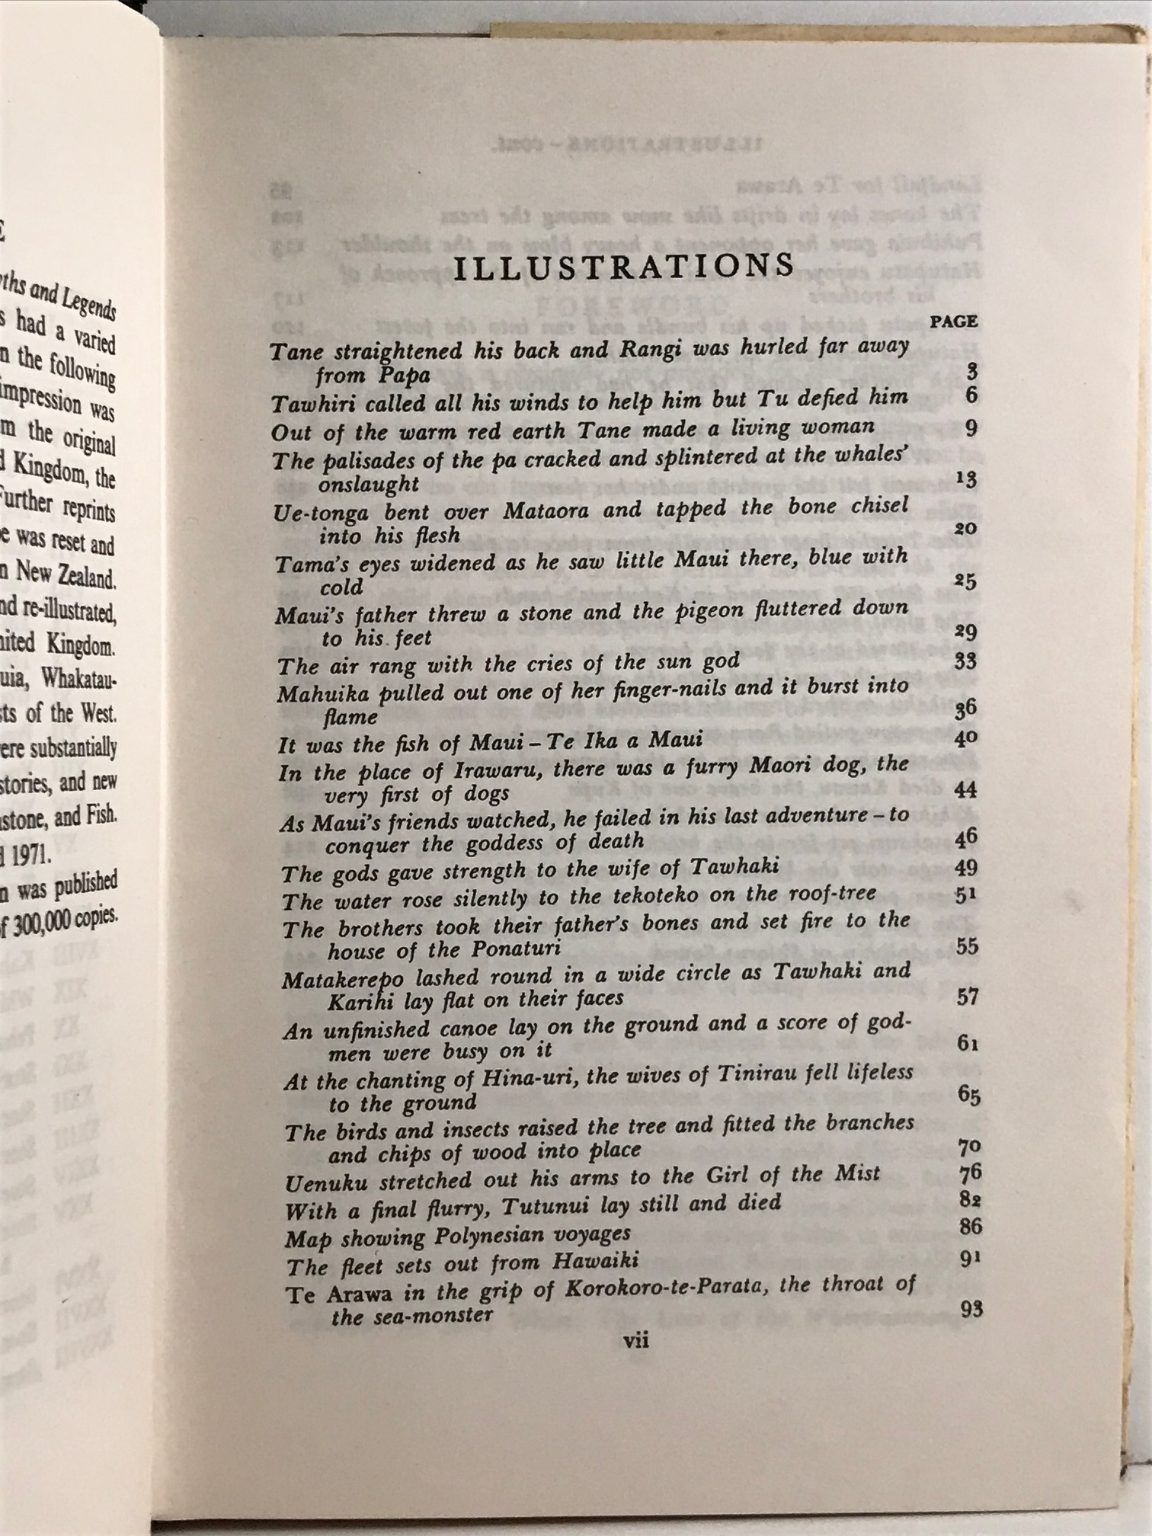 E
yths and Legends
s had a varied
n the following
impression was
m the original
d Kingdom, the
Further reprints
e was reset and
n New Zealand.
nd re-illustrated,
nited Kingdom.
uia, Whakatau-
sts of the West.
ere substantially
stories, and new
nstone, and Fish.
d 1971.
n was published
f 300,000 copies.
ILLUSTRATIONS
PAGE
Tane straightened his back and Rangi was hurled far away
from Papa 3
Tawhiri called all his winds to help him but Tu defied him 6
Out of the warm red earth Tane made a living woman 9
The palisades of the pa cracked and splintered at the whales'
onslaught 13
Ue-tonga bent over Mataora and tapped the bone chisel
into his flesh 20
Tama's eyes widened as he saw little Maui there, blue with
cold 25
Maui's father threw a stone and the pigeon fluttered down
to his feet 29
The air rang with the cries of the sun god 33
Mahuika pulled out one of her finger-nails and it burst into
flame 36
It was the fish of Maui – Te Ika a Maui 40
In the place of Irawaru, there was a furry Maori dog, the
very first of dogs 44
As Maui's friends watched, he failed in his last adventure – to
conquer the goddess of death 46
The gods gave strength to the wife of Tawhaki 49
The water rose silently to the tekoteko on the roof-tree 51
The brothers took their father's bones and set fire to the
house of the Ponaturi 55
Matakerepo lashed round in a wide circle as Tawhaki and
Karihi lay flat on their faces 57
An unfinished canoe lay on the ground and a score of god-
men were busy on it 61
At the chanting of Hina-uri, the wives of Tinirau fell lifeless
to the ground 65
The birds and insects raised the tree and fitted the branches
and chips of wood into place 70
Uenuku stretched out his arms to the Girl of the Mist 76
With a final flurry, Tutunui lay still and died 82
Map showing Polynesian voyages 86
The fleet sets out from Hawaiki 91
Te Arawa in the grip of Korokoro-te-Parata, the throat of
the sea-monster 93
vii